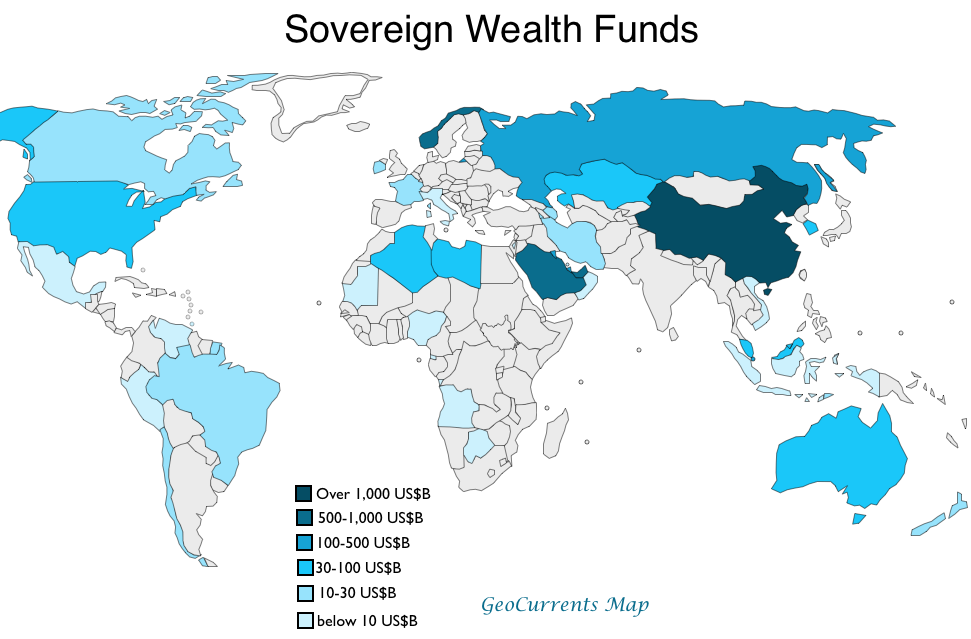 Sovereign Wealth Funds
Over 1,000 US$B
500-1,000 US$B
100-500 US$B
30-100 US$B
10-30 US$B
below 10 US$B
GeoCurrents Map